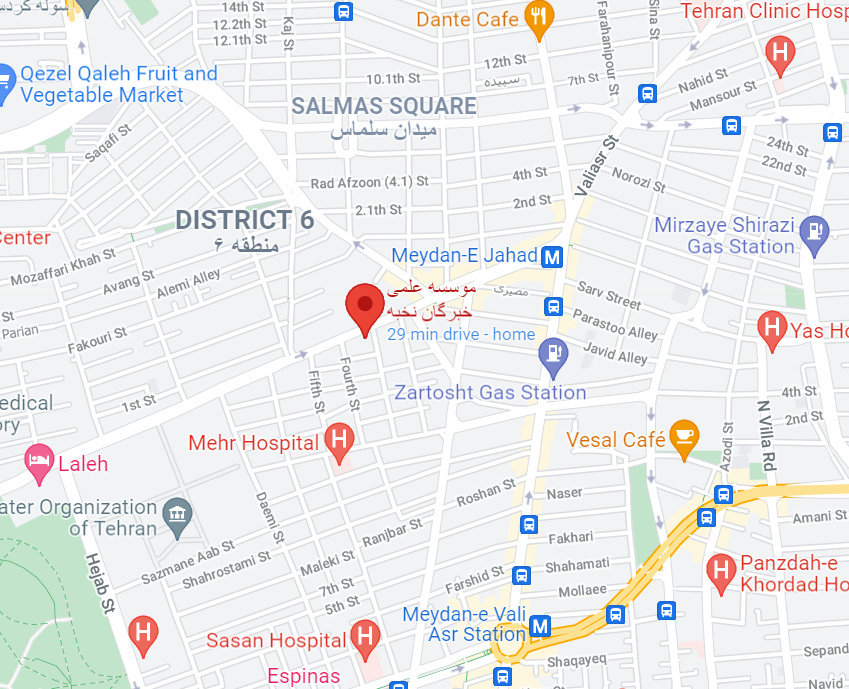 شوله کردس
14th St
12.2th St
12.1th St
Kaj St
Dante Cafe
Farahanipour St
Sina St
Tehran Clinic Hosp
Qezel Qaleh Fruit and
Vegetable Market
10.1th St
12th St
سپیده
7th St
Nahid St
Mansour St
SALMAS SQUARE
میدان سلماس
Saqafi St
24th St
22nd St
Rad Afzoon (4.1) St
4th St
Valiasr St
Norozi St
2.1th St
2nd St
DISTRICT 6
منطقه ۶
Mirzaye Shirazi
Gas Station
Center
Meydan-E Jahad
M
Mozaffari Khah St
Avang St
Alemi Alley
موسسه علمی
خبرگان نخبه
29 min drive - home
مصیری
Sarv Street
Parastoo Alley
Javid Alley
St
Parian
Fakouri St
H
Yas Ho
Zartosht Gas Station
Fifth St
Fourth St
1st St
edical
ory
4th St
2nd St
N Villa Rd
Azodi St
Vesal Café
Mehr Hospital
H
Laleh
ater Organization
of Tehran
Daemi St
Roshan St
Naser
Amani St
Ranjbar St
Fakhari
Sazmane Aab St
Shahrostami St
Maleki St
Shahamati
Hejab St
7th St
5th St
Farshid St
Mollaee
H
Panzdah-e
Khordad Ho
Meydan-e Vali
Asr Station
M
H
Sasan Hospital
H
Shaqayeq
Sepand
Espinas
Navid